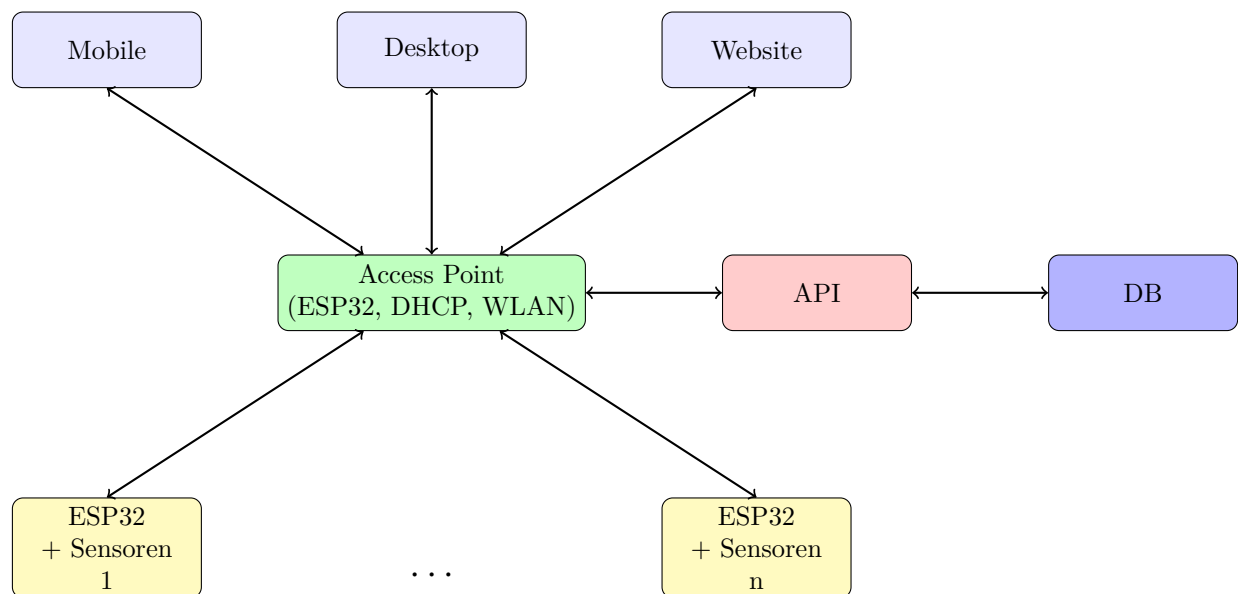 Mobile
Desktop
Website
Access Point
(ESP32, DHCP, WLAN)
API
DB
ESP32
+ Sensoren
1
...
ESP32
+ Sensoren
n